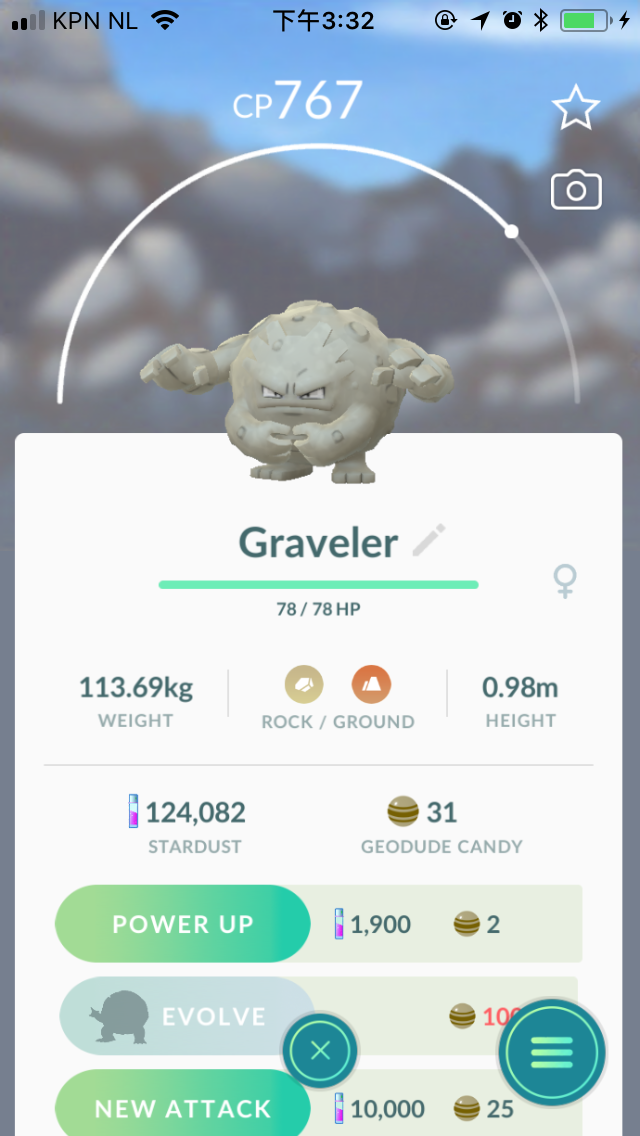 KPN NL 下午3:32
CP767
Graveler
78 / 78 HP
113.69kg 0.98m
WEIGHT ROCK / GROUND HEIGHT
124,082 31
STARDUST GEODUDE CANDY
POWER UP 1,900 2
EVOLVE
NEW ATTACK 10,000 25